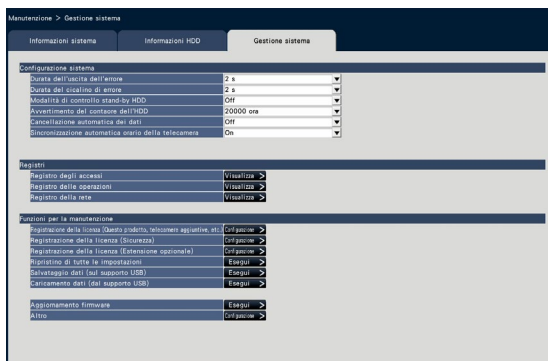 Manutenzione > Gestione sistema
Informazioni sistema
Informazioni HDD
Gestione sistema
Configurazione sistema
Durata dell'uscita dell'errore 2 s
Durata del cicalino di errore 2 s
Modalità di controllo stand-by HDD Off
Avvertimento del contaore dell'HDD 20000 ora
Cancellazione automatica dei dati Off
Sincronizzazione automatica orario della telecamera On
Registri
Registro degli accessi Visualizza >
Registro delle operazioni Visualizza >
Registro della rete Visualizza >
Funzioni per la manutenzione
Registrazione della licenza (Questo prodotto, telecamere aggiuntive, etc.) Configurazione >
Registrazione della licenza (Sicurezza) Configurazione >
Registrazione della licenza (Estensione opzionale) Configurazione >
Ripristino di tutte le impostazioni Esegui >
Salvataggio dati (sul supporto USB) Esegui >
Caricamento dati (dal supporto USB) Esegui >
Aggiornamento firmware Esegui >
Altro Configurazione >